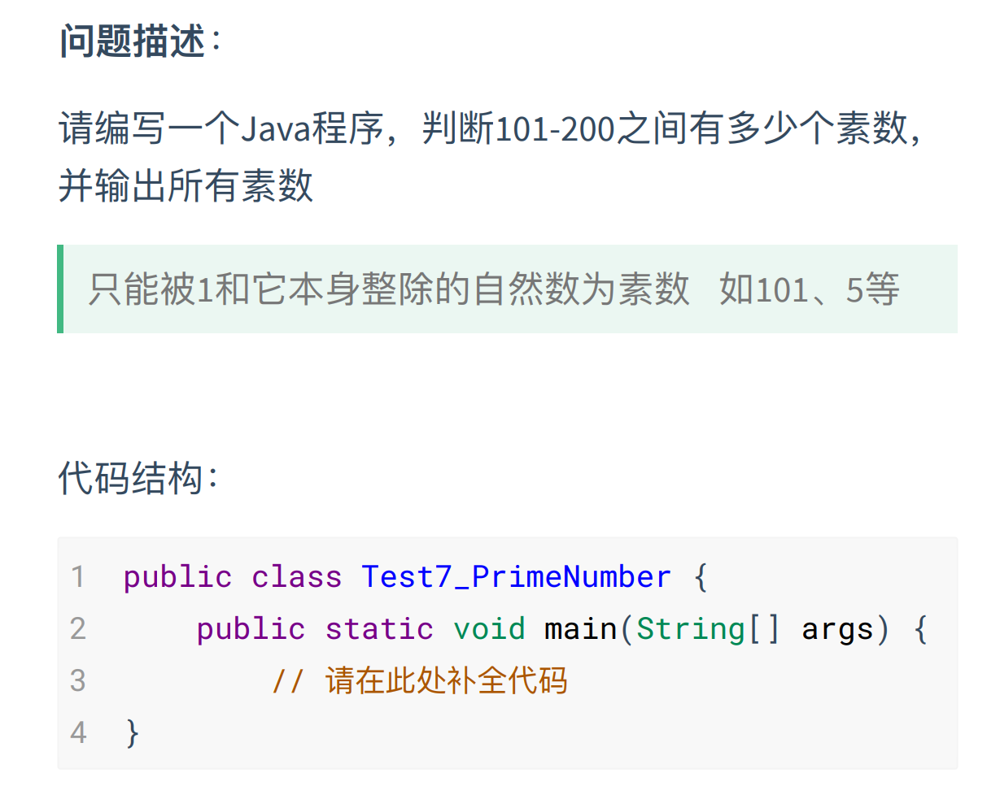 问题描述：
请编写一个Java程序，判断101-200之间有多少个素数，
并输出所有素数
只能被1和它本身整除的自然数为素数 如101、5等
代码结构：
1 public class Test7_PrimeNumber {
2     public static void main(String[] args) {
3         // 请在此处补全代码
4 }